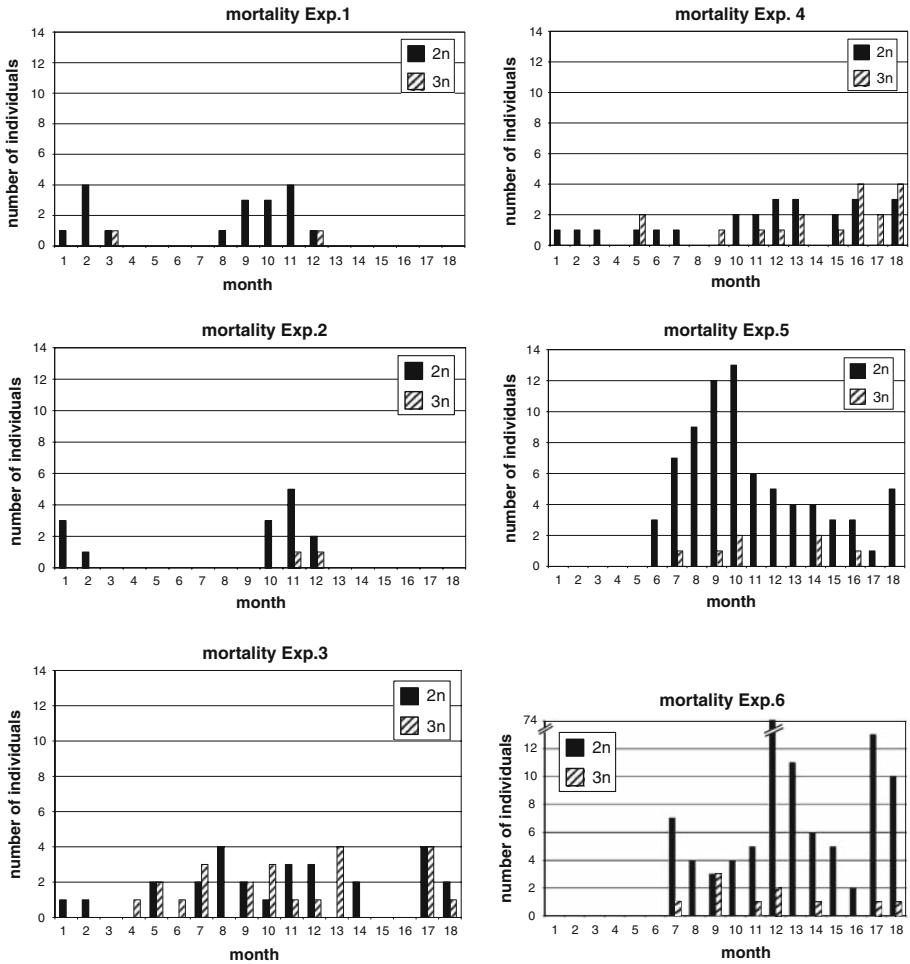 mortality Exp.1
number of individuals
14
12
10
8
6
4
2
0
2n
3n
1 2 3 4 5 6 7 8 9 10 11 12 13 14 15 16 17 18
month
mortality Exp. 4
number of individuals
14
12
10
8
6
4
2
0
2n
3n
1 2 3 4 5 6 7 8 9 10 11 12 13 14 15 16 17 18
month
mortality Exp.2
number of individuals
14
12
10
8
6
4
2
0
2n
3n
1 2 3 4 5 6 7 8 9 10 11 12 13 14 15 16 17 18
month
mortality Exp.5
number of individuals
14
12
10
8
6
4
2
0
2n
3n
1 2 3 4 5 6 7 8 9 10 11 12 13 14 15 16 17 18
month
mortality Exp.3
number of individuals
14
12
10
8
6
4
2
0
2n
3n
1 2 3 4 5 6 7 8 9 10 11 12 13 14 15 16 17 18
month
mortality Exp.6
number of individuals
74
12
10
8
6
4
2
0
2n
3n
1 2 3 4 5 6 7 8 9 10 11 12 13 14 15 16 17 18
month